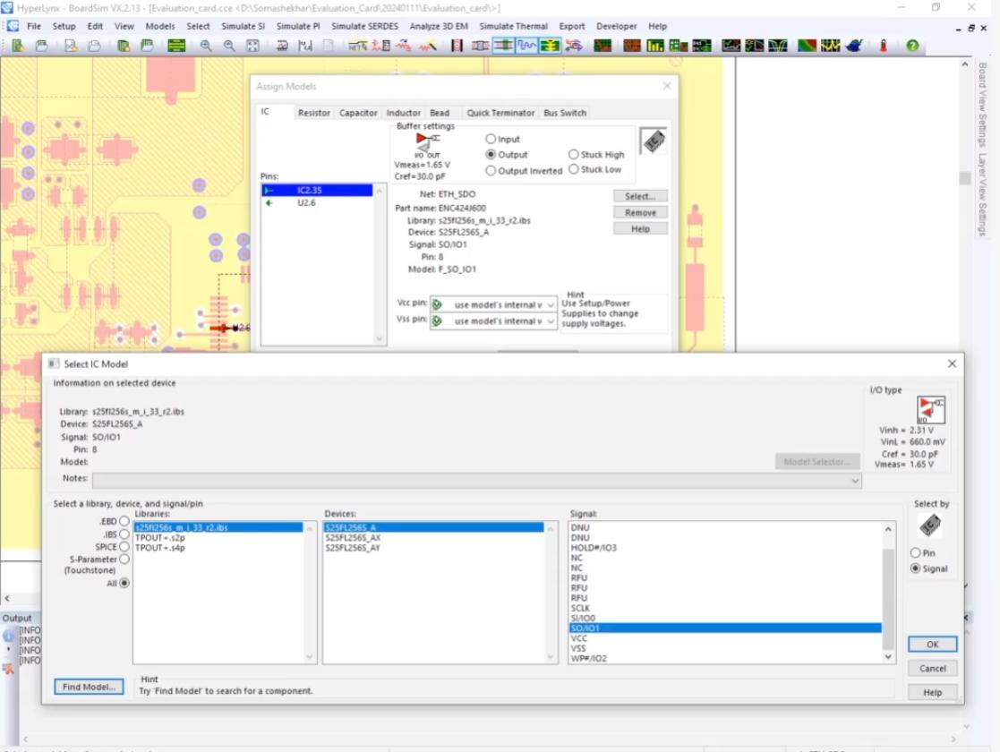 HyperLynx - BoardSim VX.2.13 - [Evaluation_card.cce <D:\Somashekhar\Evaluation_Card\20240111\Evaluation_card\>]
File Setup Edit View Models Select Simulate SI Simulate PI Simulate SERDES Analyze 3D EM Simulate Thermal Export Developer Help
Board View Settings
Layer View Settings
Assign Models
IC Resistor Capacitor Inductor Bead Quick Terminator Bus Switch
Buffer settings
I/O OUT
Vmeas=1.65 V
Cref=30.0 pF
Input
Output
Output Inverted
Stuck High
Stuck Low
Pins:
IC2.35
U2.6
Net: ETH_SDO
Part name: ENC424J600
Library: s25fl256s_m_i_33_r2.ibs
Device: S25FL256S_A
Signal: SO/IO1
Pin: 8
Model: F_SO_IO1
Select...
Remove
Help
Vcc pin: use model's internal v
Vss pin: use model's internal v
Hint
Use Setup/Power
Supplies to change
supply voltages.
U2.6
Select IC Model
Information on selected device
Library: s25fl256s_m_i_33_r2.ibs
Device: S25FL256S_A
Signal: SO/IO1
Pin: 8
Model:
Notes:
Model Selector...
I/O type
I/O
Vinh = 2.31 V
VinL = 660.0 mV
Cref = 30.0 pF
Vmeas= 1.65 V
Select a library, device, and signal/pin
.EBD
.IBS
SPICE
S-Parameter
(Touchstone)
All
Libraries:
s25fl256s_m_i_33_r2.ibs
TPOUT+.s2p
TPOUT+.s4p
Devices:
S25FL256S_A
S25FL256S_AX
S25FL256S_AY
Signal:
DNU
DNU
HOLD#/IO3
NC
NC
RFU
RFU
RFU
SCLK
SI/IO0
SO/IO1
VCC
VSS
WP#/IO2
Select by
Pin
Signal
OK
Cancel
Help
Find Model...
Hint
Try 'Find Model' to search for a component.
Output
[INFO
[INFO
[INFO
[INFO